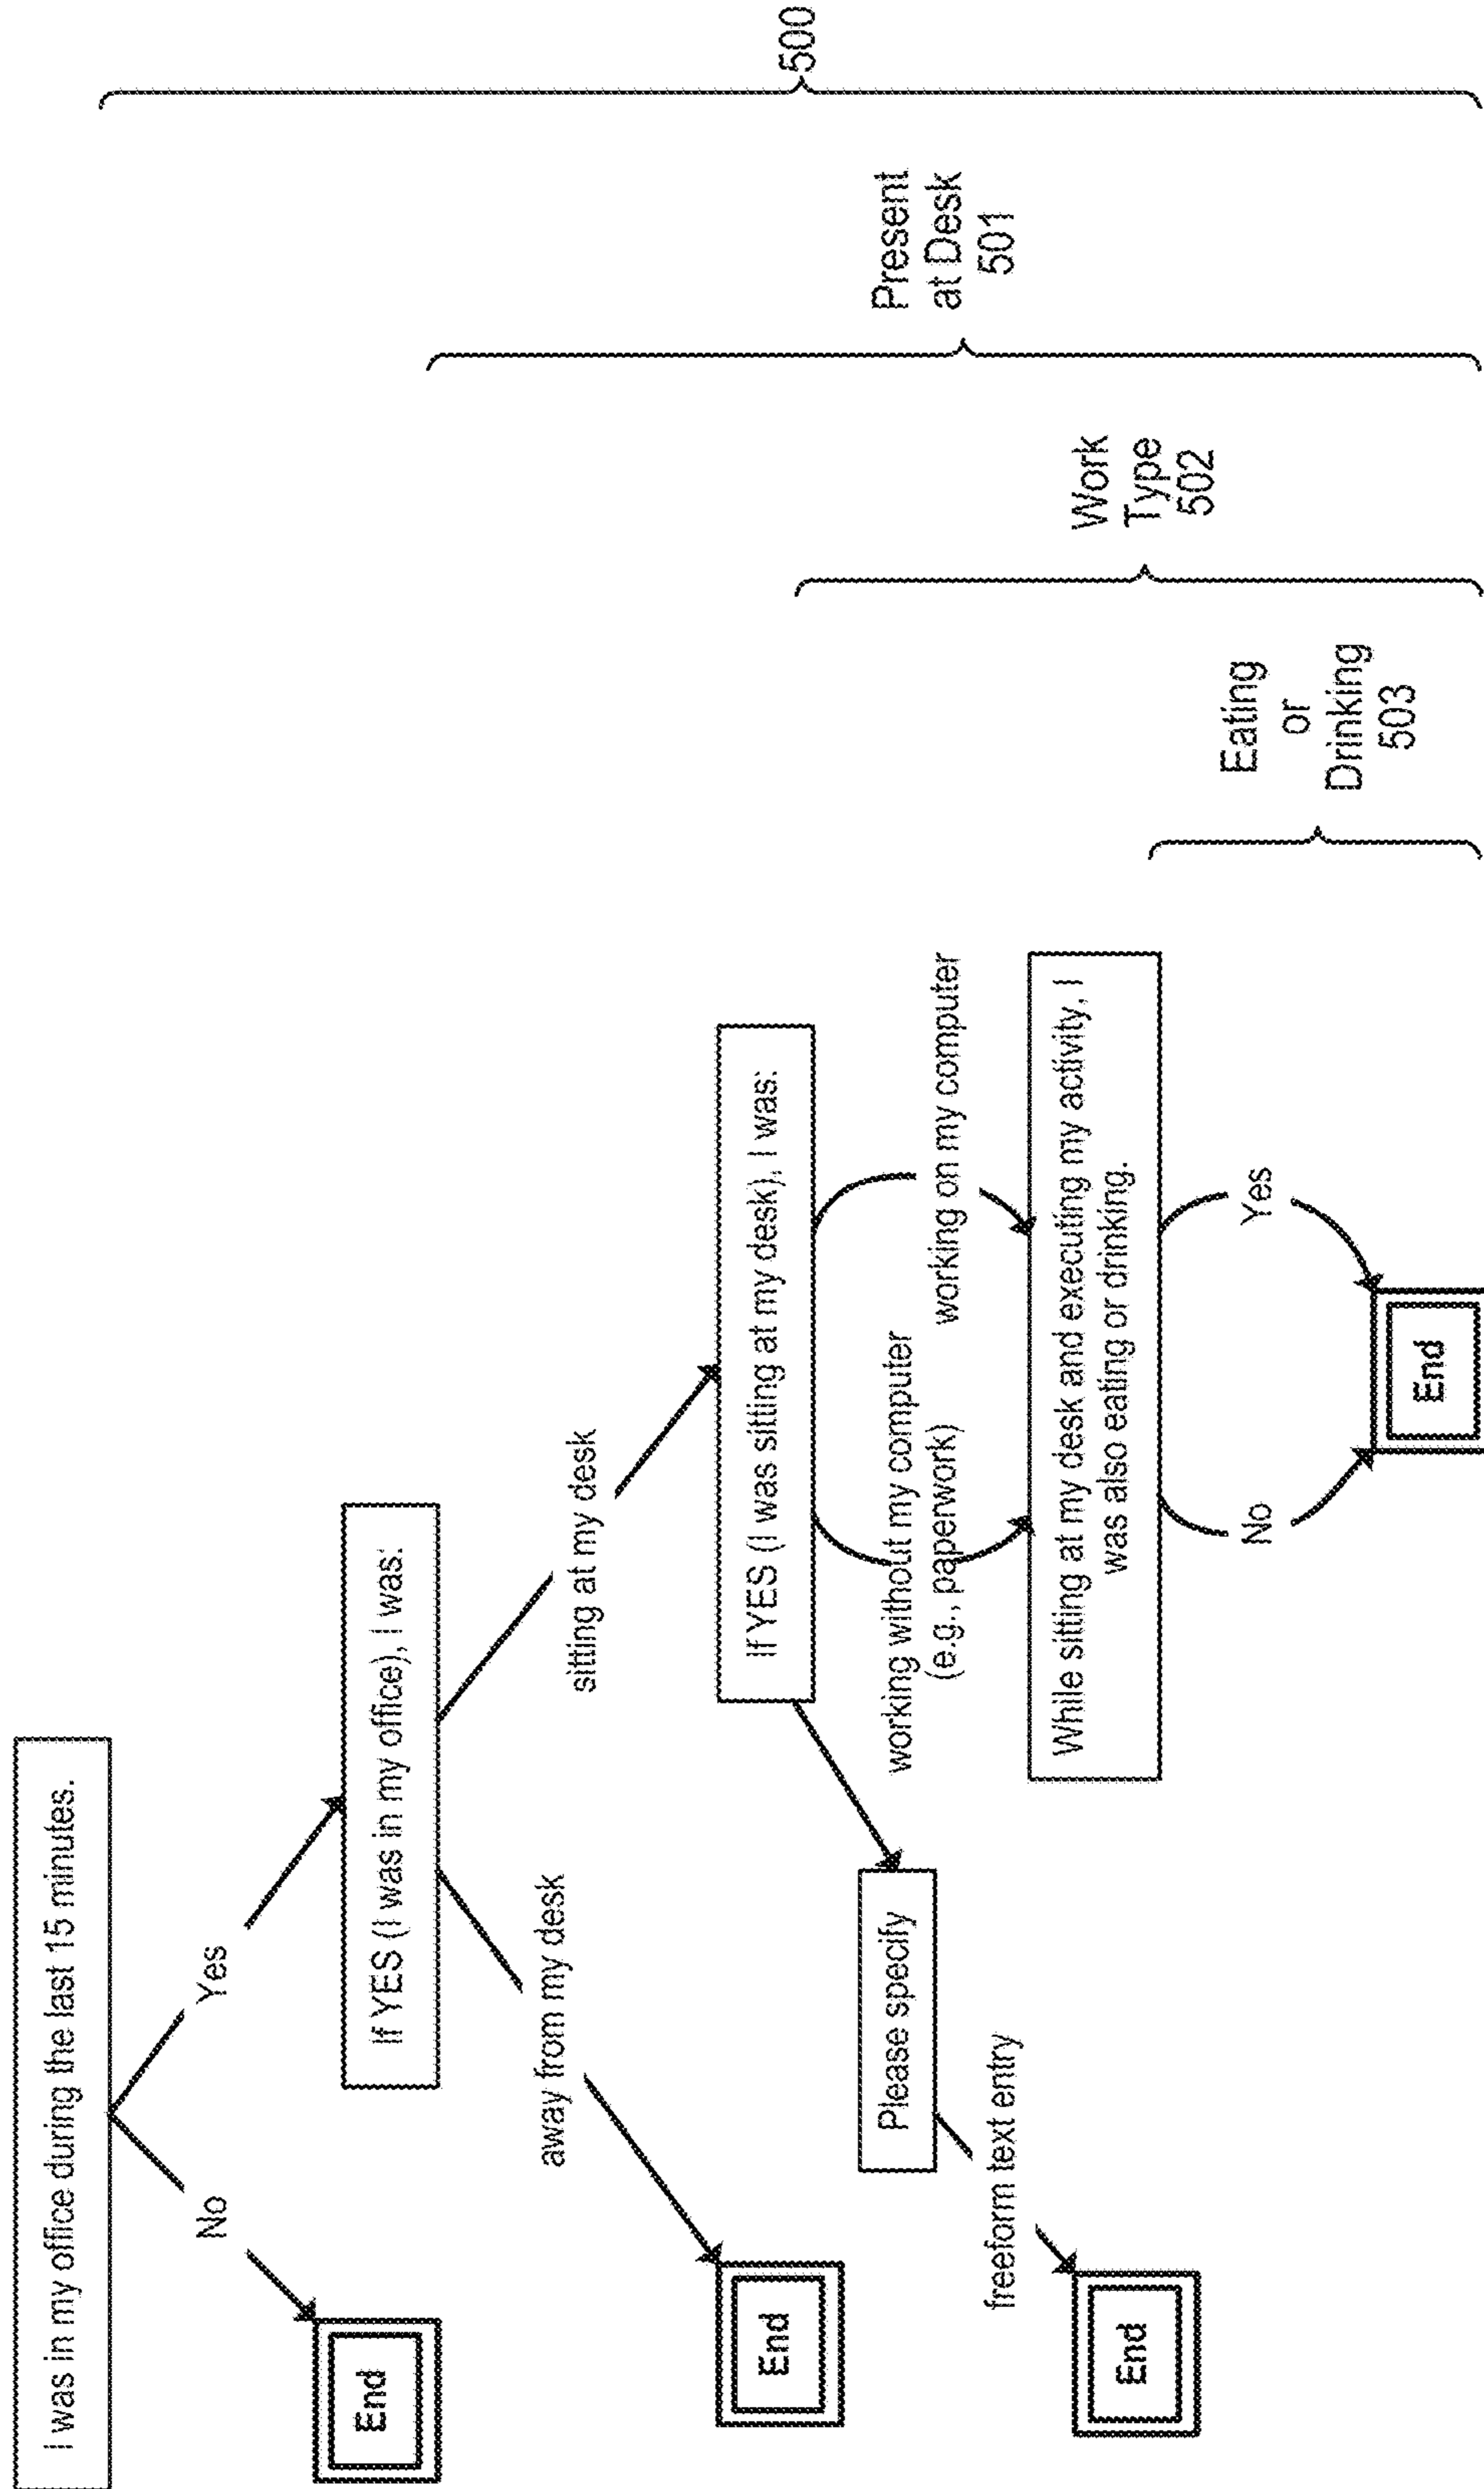 I was in my office during the last 15 minutes.
No
Yes
End
If YES (I was in my office), I was:
away from my desk
sitting at my desk
End
If YES (I was sitting at my desk), I was:
Please specify
working without my computer
(e.g., paperwork)
working on my computer
freeform text entry
End
While sitting at my desk and executing my activity, I
was also eating or drinking.
No
Yes
End
Eating
or
Drinking
503
Work
Type
502
Present
at Desk
501
500